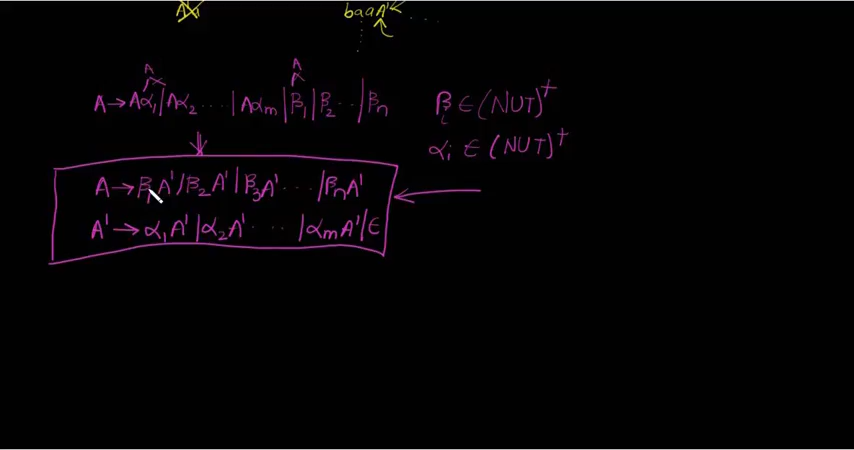 A'
baaA'
A A
A→Aα₁|Aα₂....|Aαm|β₁|β₂..|βn βᵢ∈(NUT)⁺
αᵢ∈(NUT)⁺
A→β₁A'/β₂A'|β₃A'...|βnA'
A'→α₁A'|α₂A'....|αmA'|∈